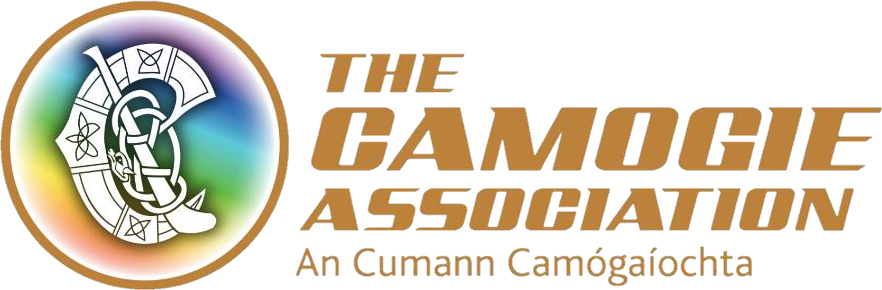 THE
CAMOGIE
ASSOCIATION
An Cumann Camógaíochta